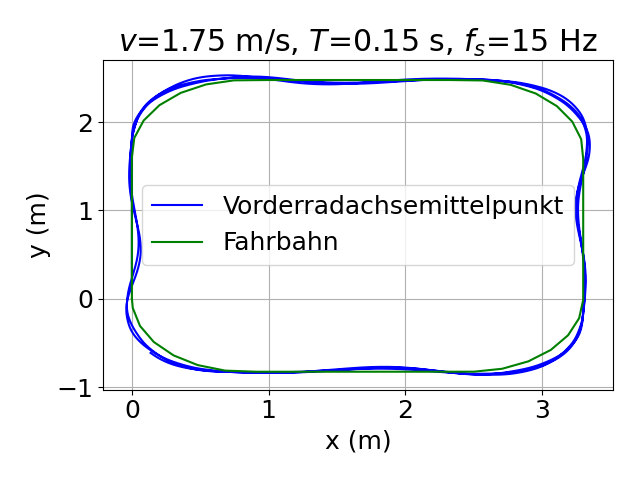 v=1.75 m/s, T=0.15 s, fₛ=15 Hz
y (m)
2
1
0
−1
Vorderradachsemittelpunkt
Fahrbahn
0 1 2 3
x (m)